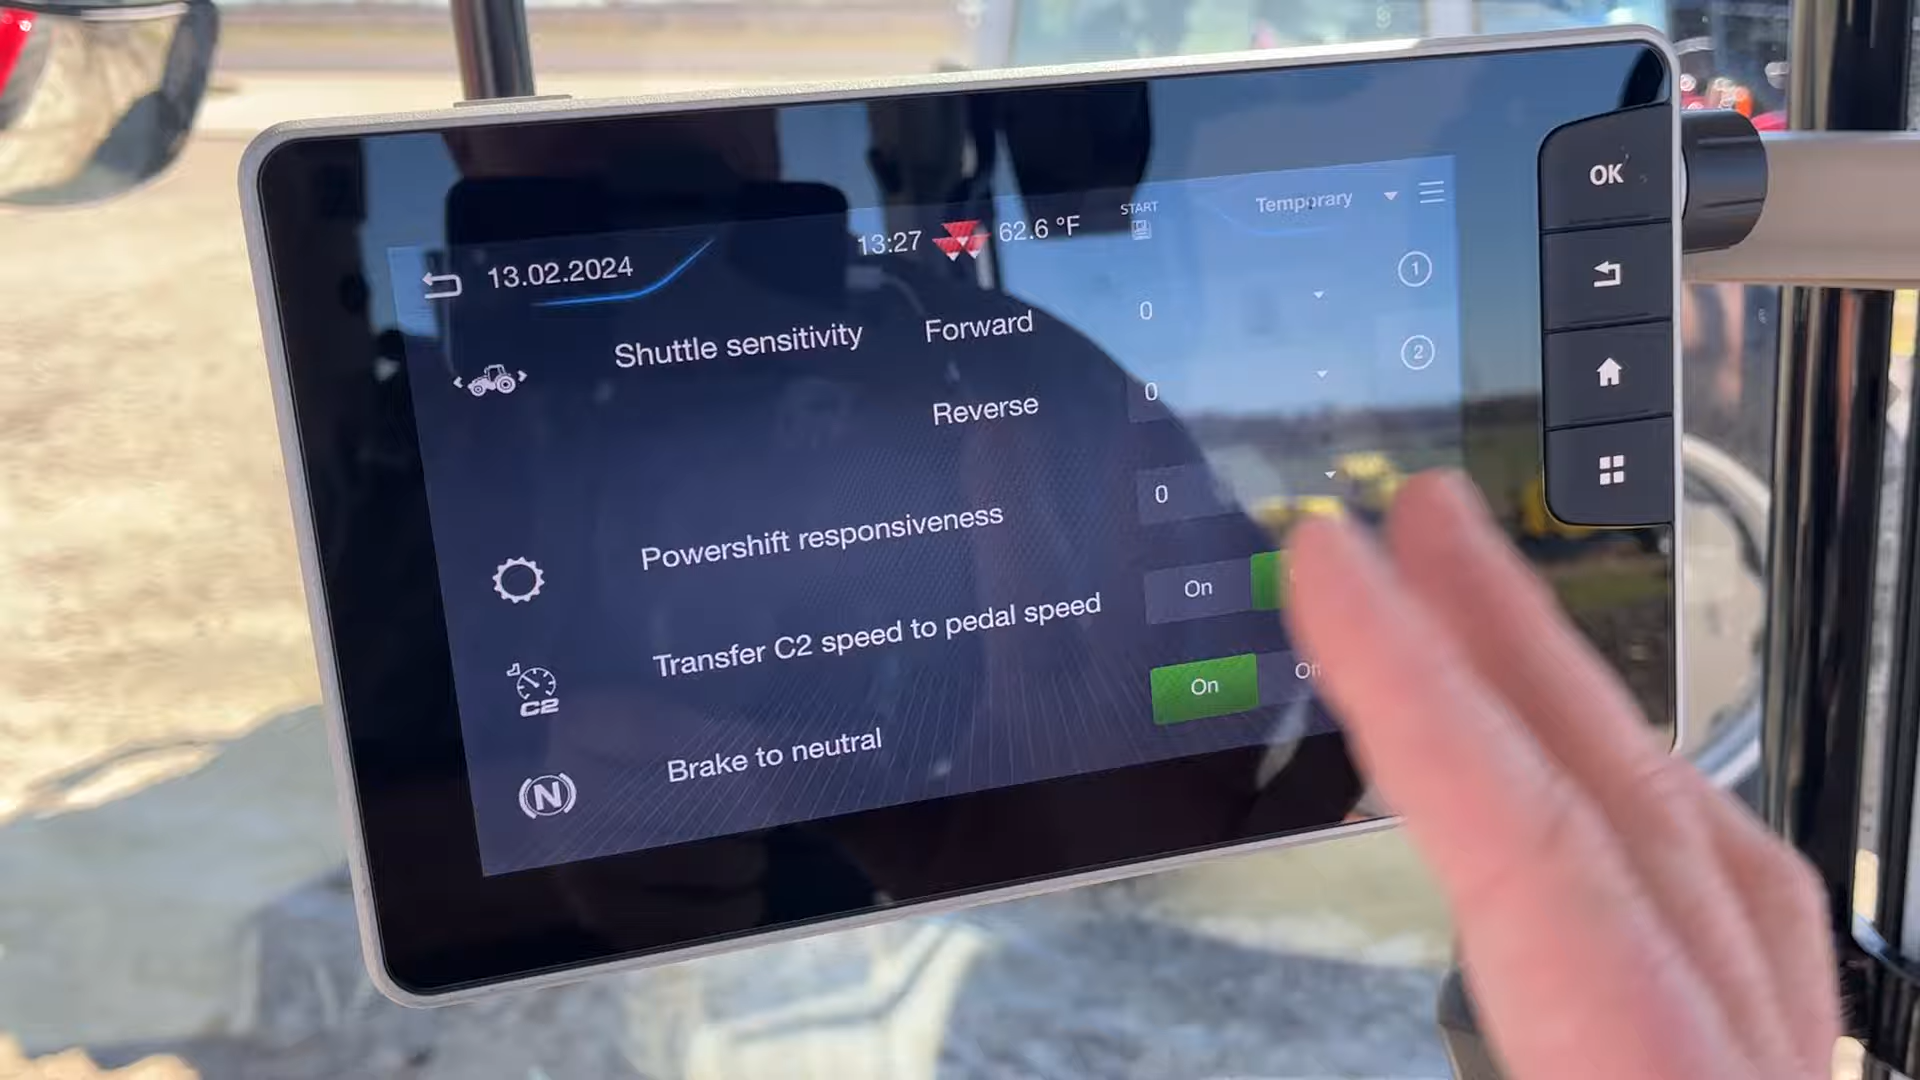 13.02.2024 13:27 62.6 °F START Temporary
1
Shuttle sensitivity Forward 0
2
Reverse 0
Powershift responsiveness 0
Transfer C2 speed to pedal speed On
C2
Brake to neutral On
N
OK